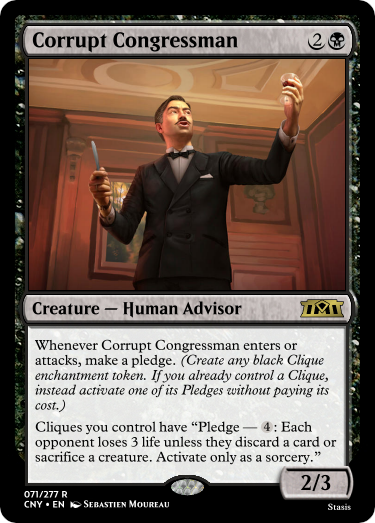 Corrupt Congressman 2
Creature — Human Advisor
Whenever Corrupt Congressman enters or
attacks, make a pledge. (Create any black Clique
enchantment token. If you already control a Clique,
instead activate one of its Pledges without paying its
cost.)
Cliques you control have “Pledge — 4: Each
opponent loses 3 life unless they discard a card or
sacrifice a creature. Activate only as a sorcery.”
2/3
071/277 R
CNY • EN Sebastien Moureau
Stasis